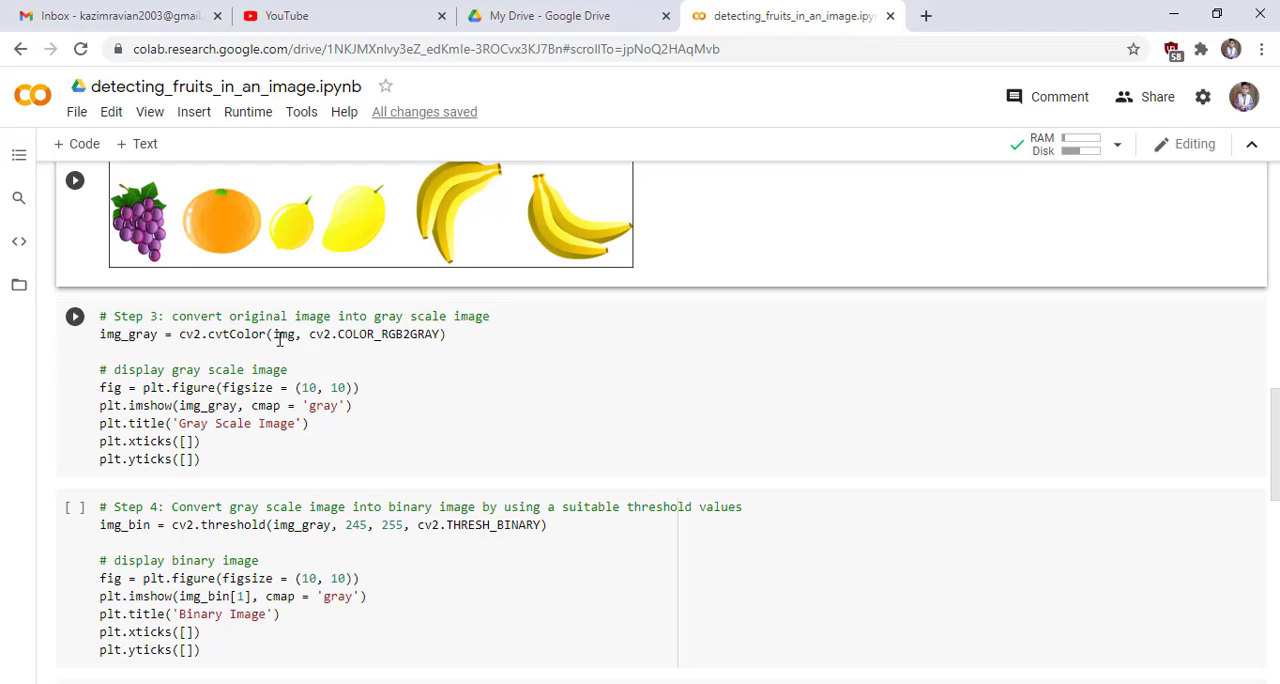 Inbox - kazimravian2003@gmail.
YouTube
My Drive - Google Drive
detecting_fruits_in_an_image.ipyn
colab.research.google.com/drive/1NKJMXnlvy3eZ_edKmIe-3ROCvx3KJ7Bn#scrollTo=jpNoQ2HAqMvb
58
detecting_fruits_in_an_image.ipynb
Comment
Share
File Edit View Insert Runtime Tools Help All changes saved
+ Code + Text
RAM
Disk
Editing
# Step 3: convert original image into gray scale image
img_gray = cv2.cvtColor(img, cv2.COLOR_RGB2GRAY)
# display gray scale image
fig = plt.figure(figsize = (10, 10))
plt.imshow(img_gray, cmap = 'gray')
plt.title('Gray Scale Image')
plt.xticks([])
plt.yticks([])
[ ] # Step 4: Convert gray scale image into binary image by using a suitable threshold values
img_bin = cv2.threshold(img_gray, 245, 255, cv2.THRESH_BINARY)
# display binary image
fig = plt.figure(figsize = (10, 10))
plt.imshow(img_bin[1], cmap = 'gray')
plt.title('Binary Image')
plt.xticks([])
plt.yticks([])